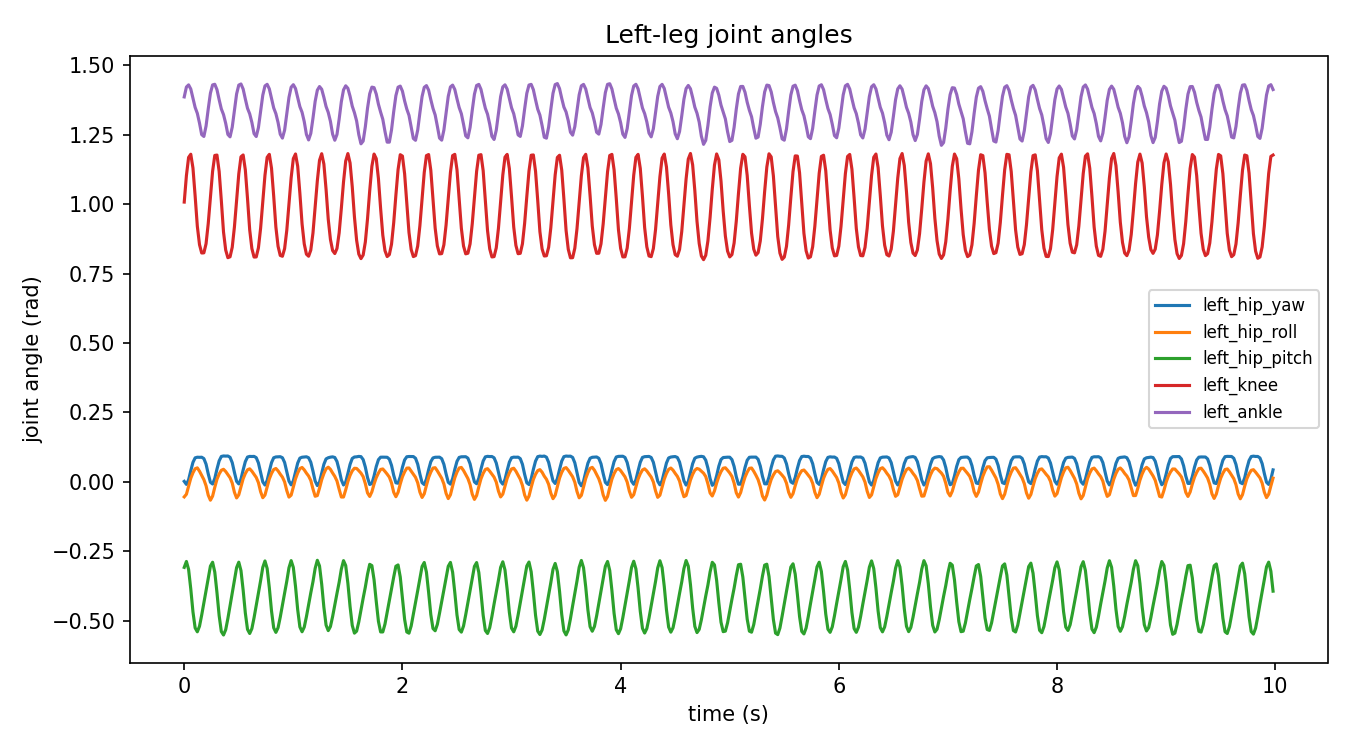 Left-leg joint angles
joint angle (rad)
1.50
1.25
1.00
0.75
0.50
0.25
0.00
−0.25
−0.50
left_hip_yaw
left_hip_roll
left_hip_pitch
left_knee
left_ankle
0 2 4 6 8 10
time (s)